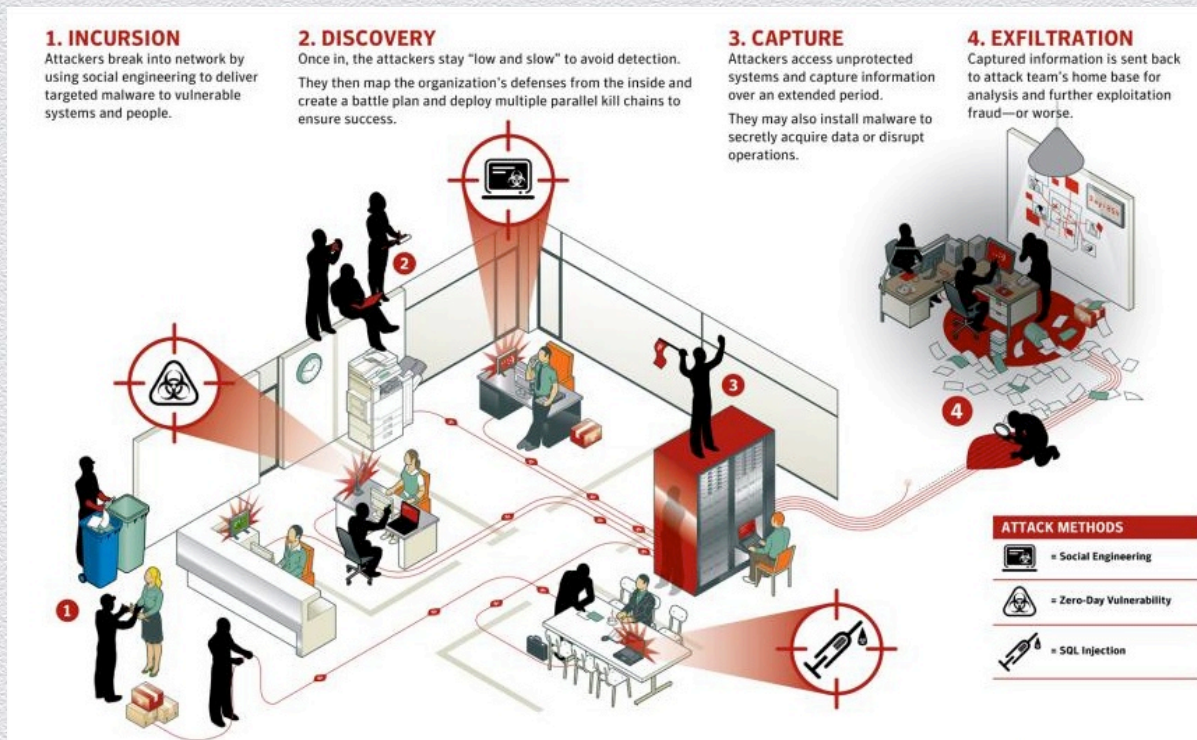 1. INCURSION
Attackers break into network by
using social engineering to deliver
targeted malware to vulnerable
systems and people.
2. DISCOVERY
Once in, the attackers stay “low and slow” to avoid detection.
They then map the organization’s defenses from the inside and
create a battle plan and deploy multiple parallel kill chains to
ensure success.
3. CAPTURE
Attackers access unprotected
systems and capture information
over an extended period.
They may also install malware to
secretly acquire data or disrupt
operations.
4. EXFILTRATION
Captured information is sent back
to attack team’s home base for
analysis and further exploitation
fraud—or worse.
2
3
4
1
ATTACK METHODS
= Social Engineering
= Zero-Day Vulnerability
= SQL Injection